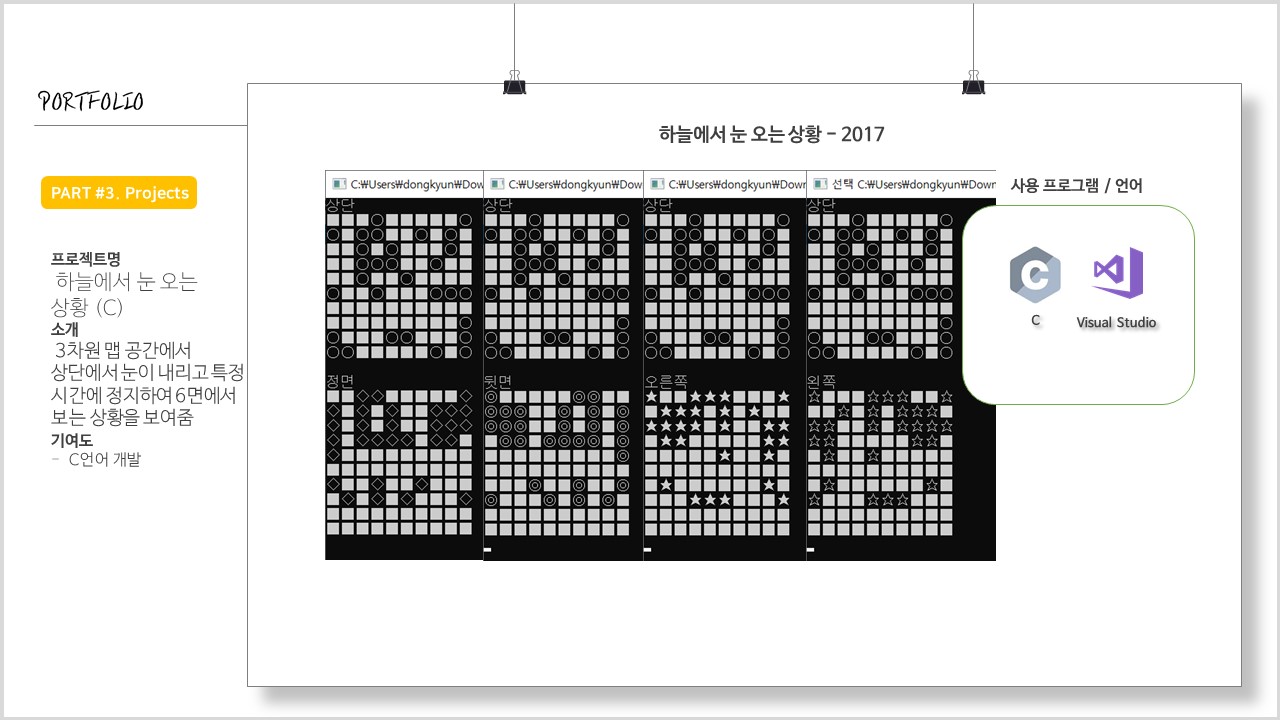 PORTFOLIO
PART #3. Projects
프로젝트명
하늘에서 눈 오는
상황 (C)
소개
3차원 맵 공간에서
상단에서 눈이 내리고 특정
시간에 정지하여 6면에서
보는 상황을 보여줌
기여도
- C언어 개발
하늘에서 눈 오는 상황 - 2017
C:₩Users₩dongkyun₩Dow
C:₩Users₩dongkyun₩Dow
C:₩Users₩dongkyun₩Dow
선택 C:₩Users₩dongkyun₩Down
상단
상단
상단
상단
정면
뒷면
오른쪽
왼쪽
사용 프로그램 / 언어
C
C
Visual Studio